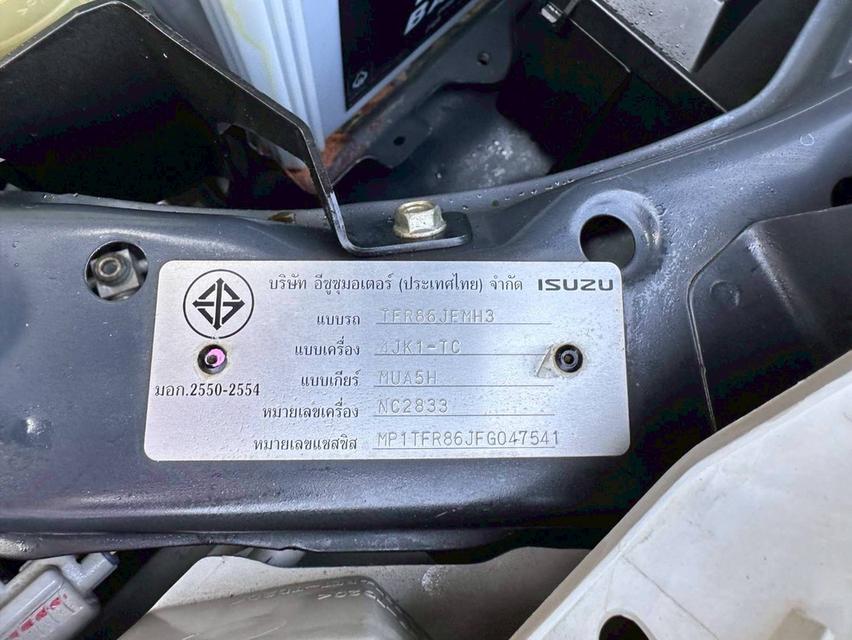 บริษัท อีซูซุมอเตอร์ (ประเทศไทย) จำกัด ISUZU
แบบรถ TFR86JEMH3
แบบเครื่อง 4JK1-TC
แบบเกียร์ MUA5H
มอก.2550-2554
หมายเลขเครื่อง NC2833
หมายเลขแชสซิส MP1TFR86JFG047541